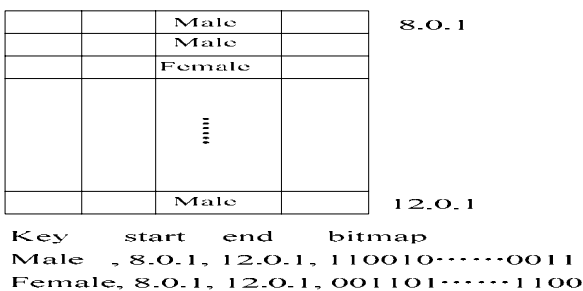 Male 8.0.1
Male
Female
⋮
Male 12.0.1
Key start end bitmap
Male , 8.0.1, 12.0.1, 110010······0011
Female, 8.0.1, 12.0.1, 001101······1100